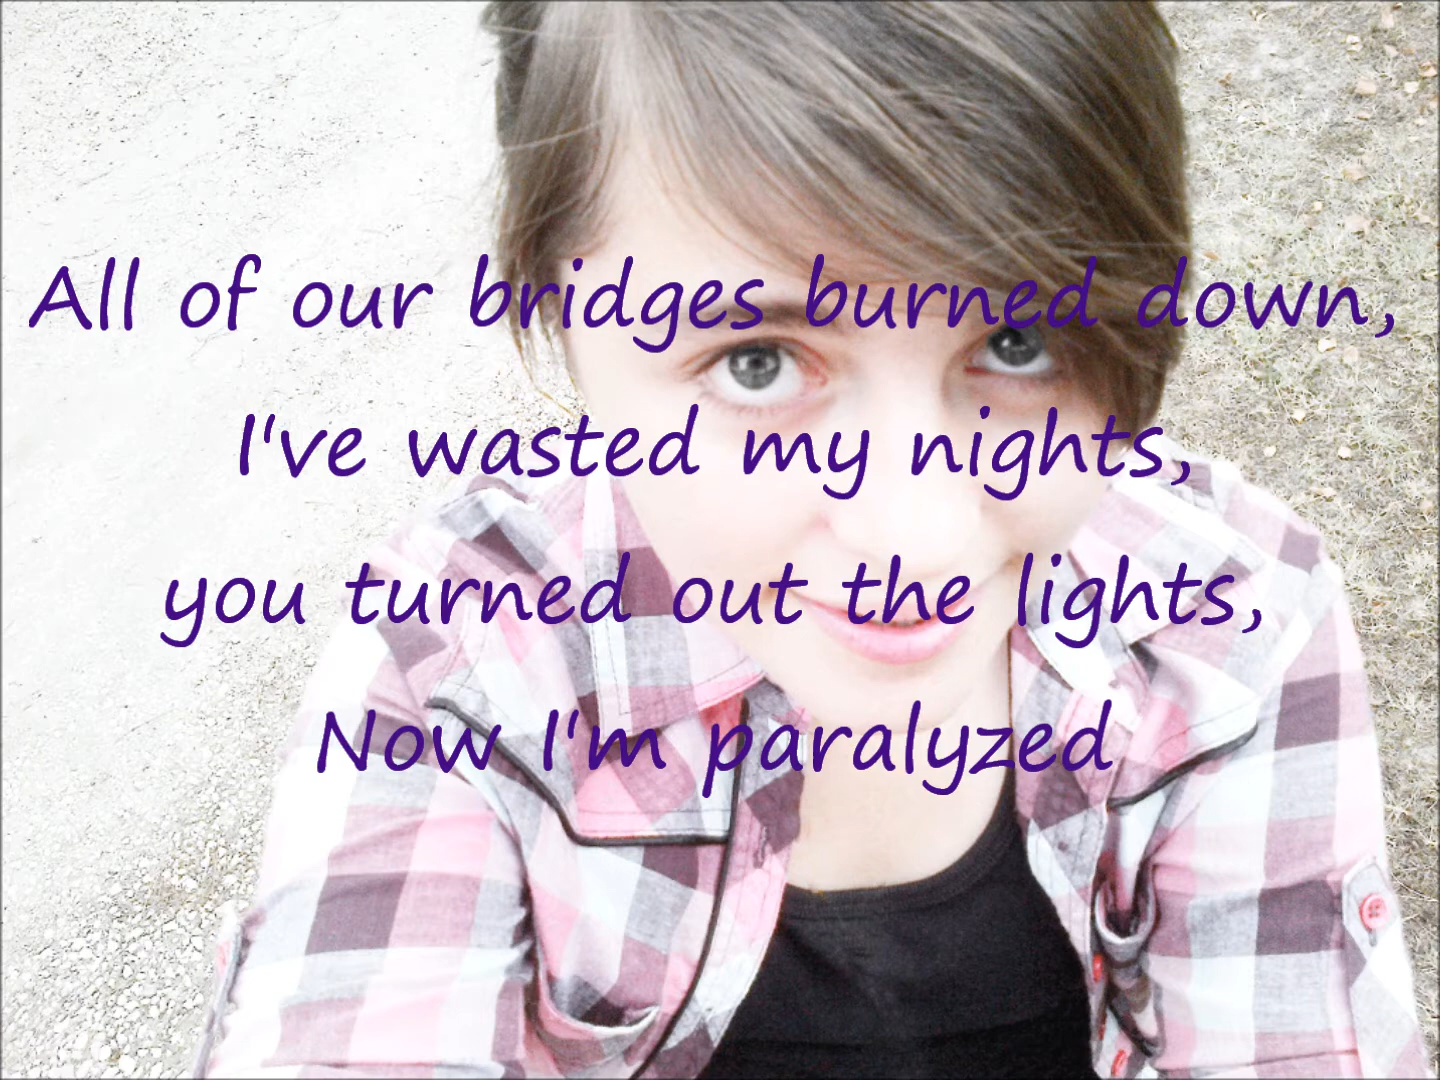 All of our bridges burned down,
I've wasted my nights,
you turned out the lights,
Now I'm paralyzed